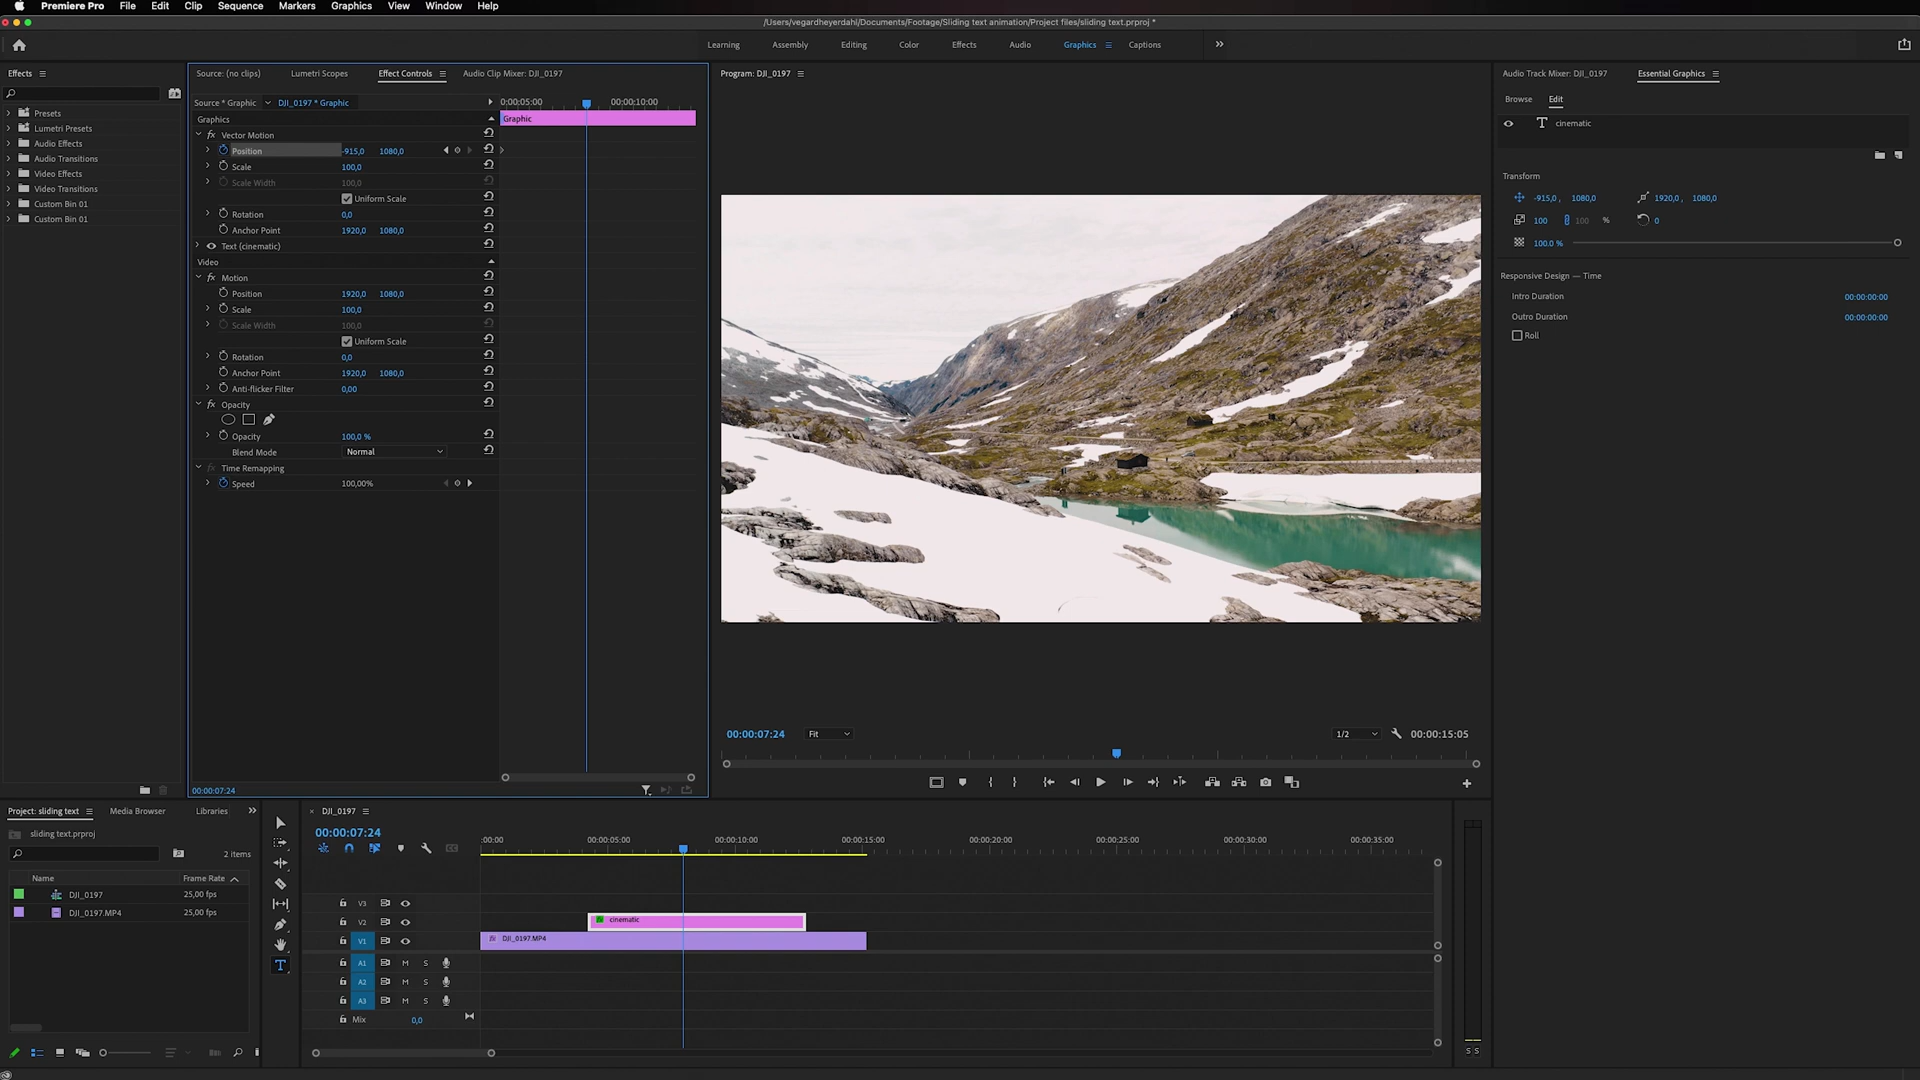 Premiere Pro File Edit Clip Sequence Markers Graphics View Window Help
/Users/vegardheyerdahl/Documents/Footage/Sliding text animation/Project files/sliding text.prproj *
Learning Assembly Editing Color Effects Audio Graphics Captions
Effects
Presets
Lumetri Presets
Audio Effects
Audio Transitions
Video Effects
Video Transitions
Custom Bin 01
Custom Bin 01
Source: (no clips) Lumetri Scopes Effect Controls Audio Clip Mixer: DJI_0197
Source * Graphic DJI_0197 * Graphic
0:00;05:00 00:00:10:00
Graphics
Graphic
Vector Motion
Position -915,0 1080,0
Scale 100,0
Scale Width 100,0
Uniform Scale
Rotation 0,0
Anchor Point 1920,0 1080,0
Text (cinematic)
Video
Motion
Position 1920,0 1080,0
Scale 100,0
Scale Width 100,0
Uniform Scale
Rotation 0,0
Anchor Point 1920,0 1080,0
Anti-flicker Filter 0,00
Opacity
Opacity 100,0 %
Blend Mode Normal
Time Remapping
Speed 100,00%
00:00:07:24
Program: DJI_0197
00:00:07:24 Fit 1/2 00:00:15:05
Audio Track Mixer: DJI_0197 Essential Graphics
Browse Edit
cinematic
Transform
-915,0 , 1080,0 1920,0 , 1080,0
100 100 % 0
100.0 %
Responsive Design — Time
Intro Duration 00:00:00:00
Outro Duration 00:00:00:00
Roll
Project: sliding text Media Browser Libraries
sliding text.prproj
2 items
Name Frame Rate
DJI_0197 25,00 fps
DJI_0197.MP4 25,00 fps
DJI_0197
00:00:07:24
:00:00 00:00:05:00 00:00:10:00 00:00:15:00 00:00:20:00 00:00:25:00 00:00:30:00 00:00:35:00
V3
V2 cinematic
V1 DJI_0197.MP4
A1 M S
A2 M S
A3 M S
Mix 0,0
S S